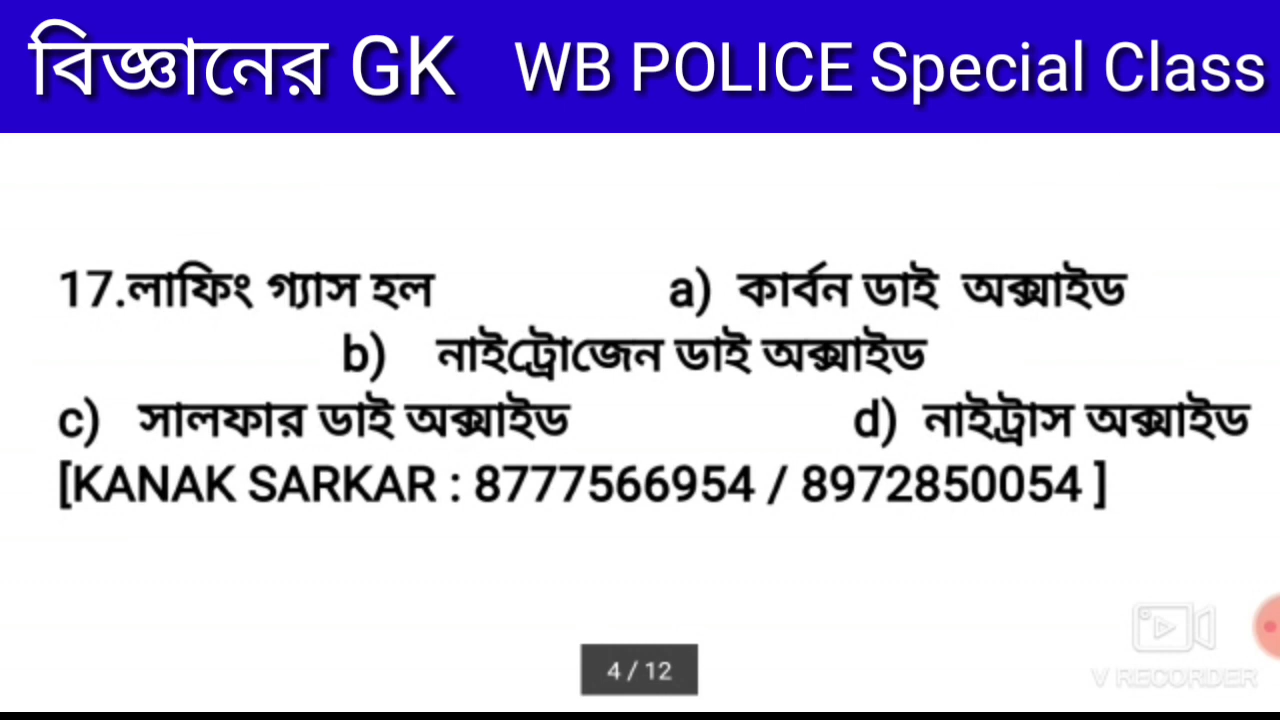 বিজ্ঞানের GK WB POLICE Special Class
17.লাফিং গ্যাস হল a) কার্বন ডাই অক্সাইড
b) নাইট্রোজেন ডাই অক্সাইড
c) সালফার ডাই অক্সাইড d) নাইট্রাস অক্সাইড
[KANAK SARKAR : 8777566954 / 8972850054 ]
4 / 12
V RECORDER